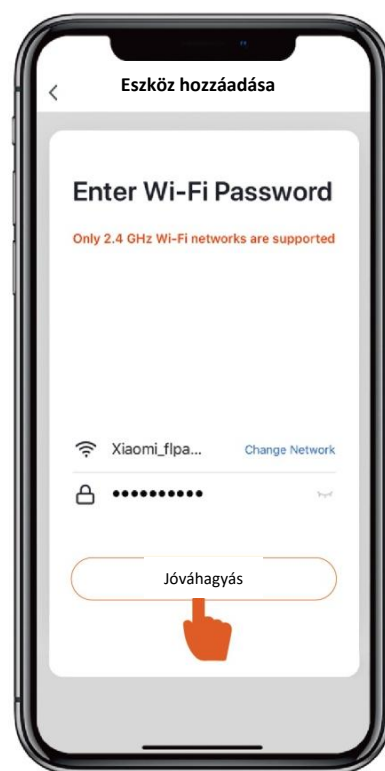 Eszköz hozzáadása
Enter Wi-Fi Password
Only 2.4 GHz Wi-Fi networks are supported
Xiaomi_flpa... Change Network
••••••••••
Jóváhagyás